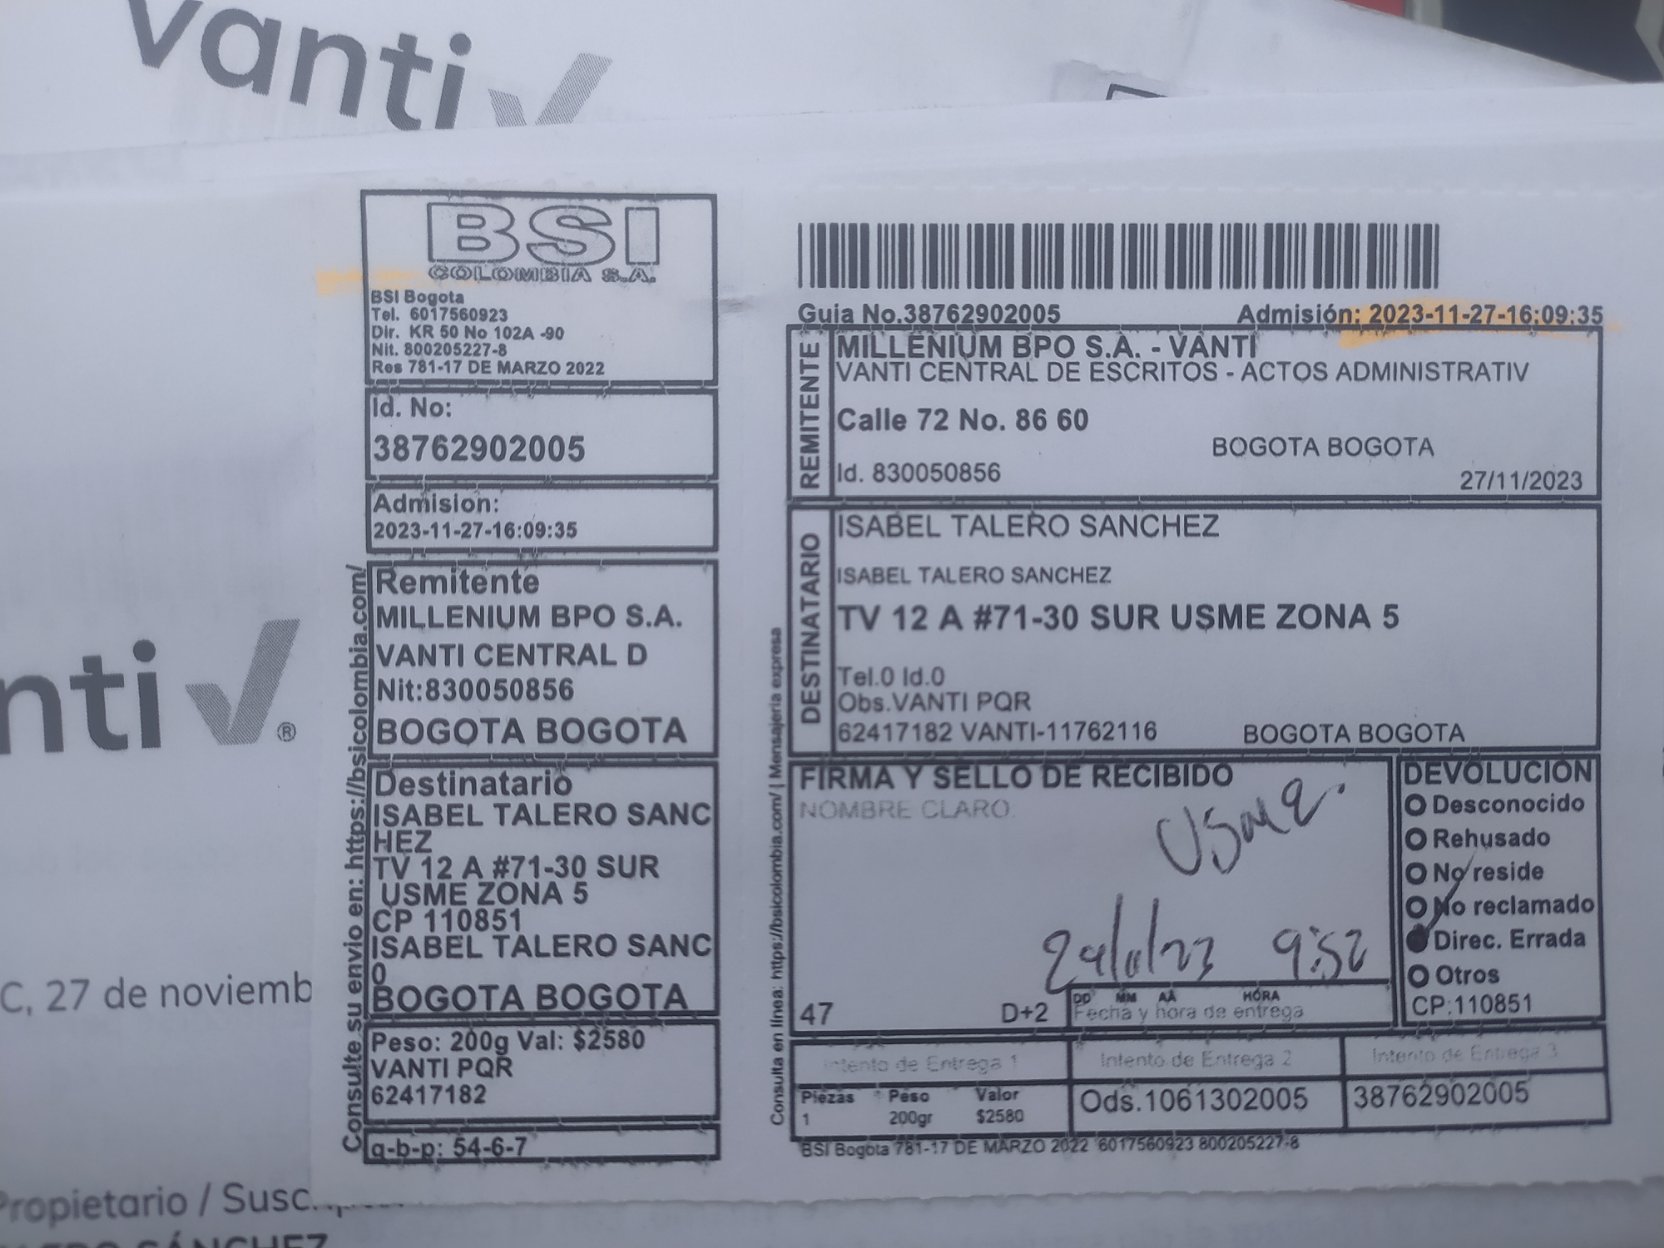 vanti
nti
®
C, 27 de noviemb
Propietario / Susc
SÁNCHEZ
BSI
COLOMBIA S.A.
BSI Bogota
Tel. 6017560923
Dir. KR 50 No 102A -90
Nit. 800205227-8
Res 781-17 DE MARZO 2022
Id. No:
38762902005
Admision:
2023-11-27-16:09:35
Remitente
MILLENIUM BPO S.A.
VANTI CENTRAL D
Nit:830050856
BOGOTA BOGOTA
Destinatario
ISABEL TALERO SANC
HEZ
TV 12 A #71-30 SUR
USME ZONA 5
CP 110851
ISABEL TALERO SANC
0
BOGOTA BOGOTA
Peso: 200g Val: $2580
VANTI PQR
62417182
q-b-p: 54-6-7
Consulte su envio en: https://bsicolombia.com/
Guia No.38762902005
Admisión: 2023-11-27-16:09:35
REMITENTE
MILLENIUM BPO S.A. - VANTI
VANTI CENTRAL DE ESCRITOS - ACTOS ADMINISTRATIV
Calle 72 No. 86 60
BOGOTA BOGOTA
Id. 830050856
27/11/2023
DESTINATARIO
ISABEL TALERO SANCHEZ
ISABEL TALERO SANCHEZ
TV 12 A #71-30 SUR USME ZONA 5
Tel.0 Id.0
Obs.VANTI PQR
62417182 VANTI-11762116
BOGOTA BOGOTA
FIRMA Y SELLO DE RECIBIDO
NOMBRE CLARO
Usme
9:52
47
D+2
DD MM AA HORA
Fecha y hora de entrega
DEVOLUCIÓN
Desconocido
Rehusado
No reside
No reclamado
Direc. Errada
Otros
CP:110851
Intento de Entrega 1
Intento de Entrega 2
Intento de Entrega 3
Piezas Peso Valor
1 200gr $2580
Ods.1061302005
38762902005
BSI Bogota 781-17 DE MARZO 2022 6017560923 800205227-8
Consulta en línea: https://bsicolombia.com/ | Mensajería expresa